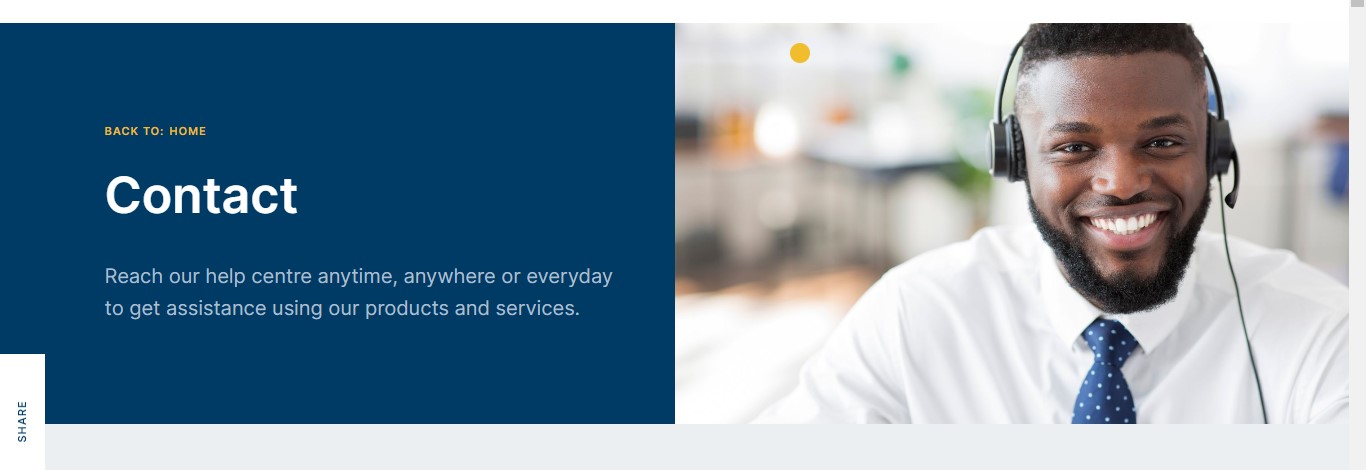 BACK TO: HOME
Contact
Reach our help centre anytime, anywhere or everyday
to get assistance using our products and services.
SHARE